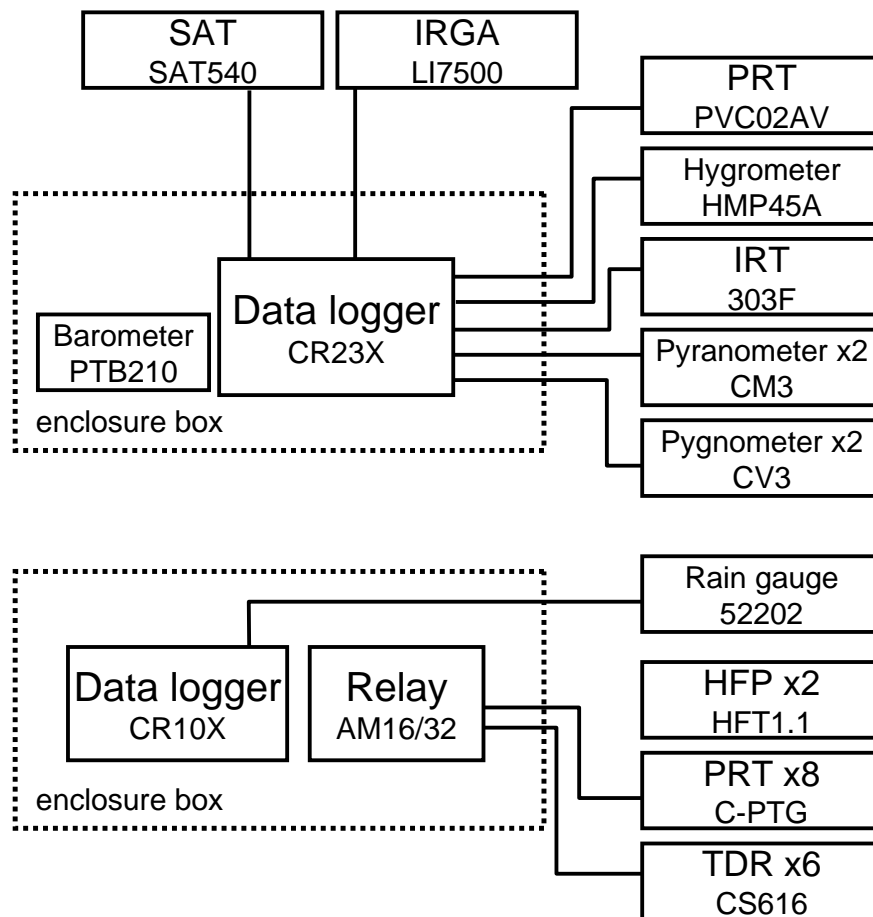 SAT
SAT540
IRGA
LI7500
PRT
PVC02AV
Hygrometer
HMP45A
IRT
303F
Pyranometer x2
CM3
Pygnometer x2
CV3
Data logger
CR23X
Barometer
PTB210
enclosure box
Rain gauge
52202
HFP x2
HFT1.1
PRT x8
C-PTG
TDR x6
CS616
Data logger
CR10X
Relay
AM16/32
enclosure box